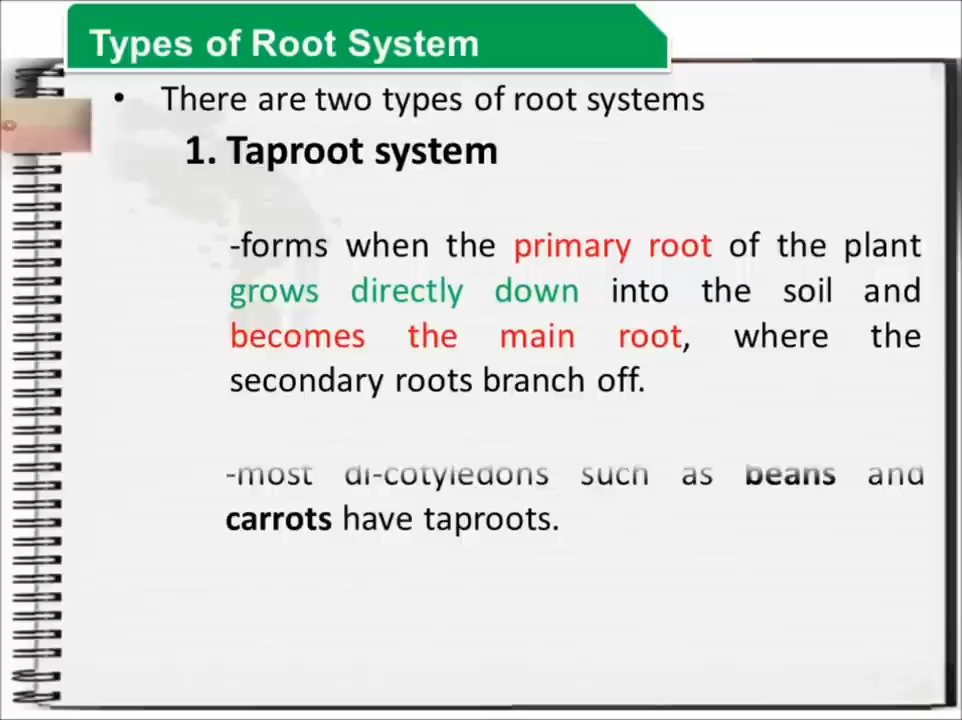 Types of Root System
• There are two types of root systems
1. Taproot system
-forms when the primary root of the plant
grows directly down into the soil and
becomes the main root, where the
secondary roots branch off.
-most di-cotyledons such as beans and
carrots have taproots.